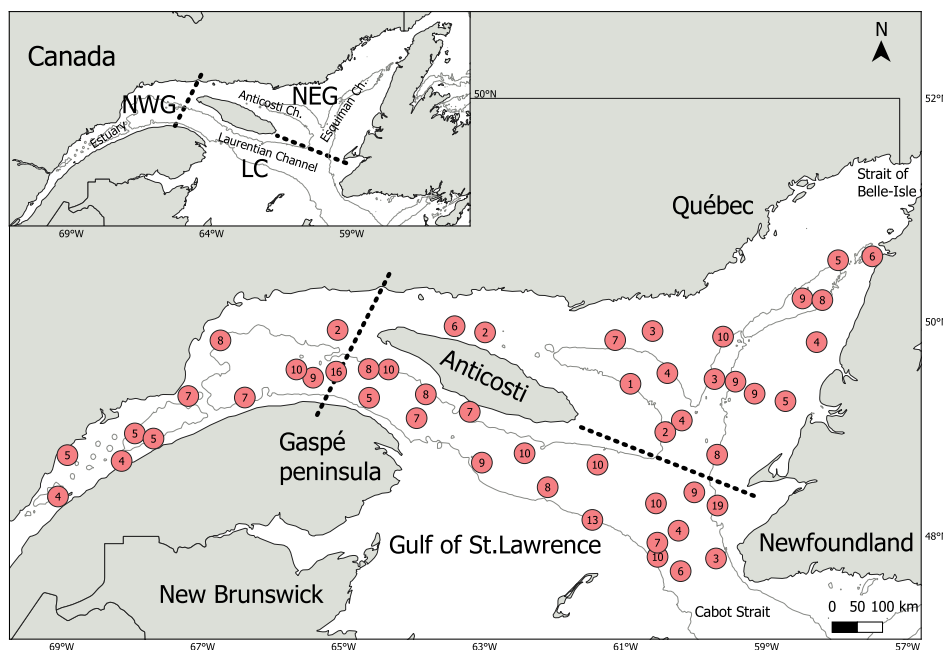 Canada
NWG
NEG
Anticosti Ch.
Esquiman Ch.
Estuary
Laurentian Channel
LC
69°W 64°W 59°W
50°N
N
52°N
Strait of
Belle-Isle
Québec
5 6
9 8
50°N
6 2 7 3 10 4
2
8
10 9 16 8 10
1 4 3 9 9 5
7 7 5 8 7 7
Anticosti
2 4 8
5 5 5 4 4
Gaspé
peninsula
9 10 10 8 13
9 10 19 4 7 10 3 6
48°N
Gulf of St.Lawrence
Newfoundland
New Brunswick
Cabot Strait
0 50 100 km
69°W 67°W 65°W 63°W 61°W 59°W 57°W